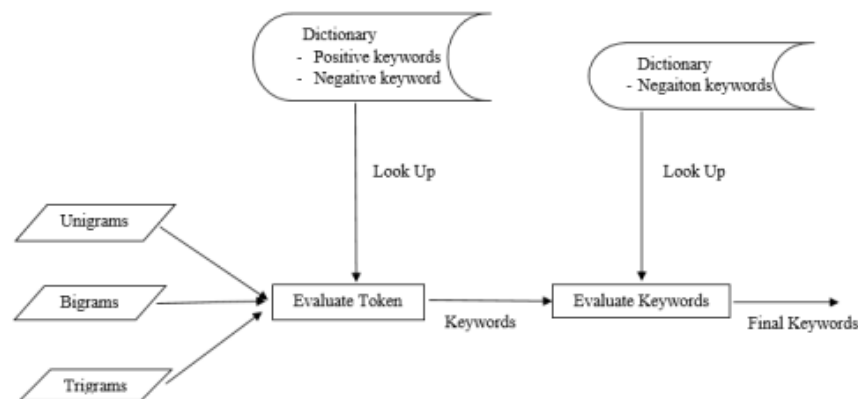 Dictionary
- Positive keywords
- Negative keyword
Dictionary
- Negaiton keywords
Look Up
Look Up
Unigrams
Bigrams
Evaluate Token
Evaluate Keywords
Keywords
Final Keywords
Trigrams